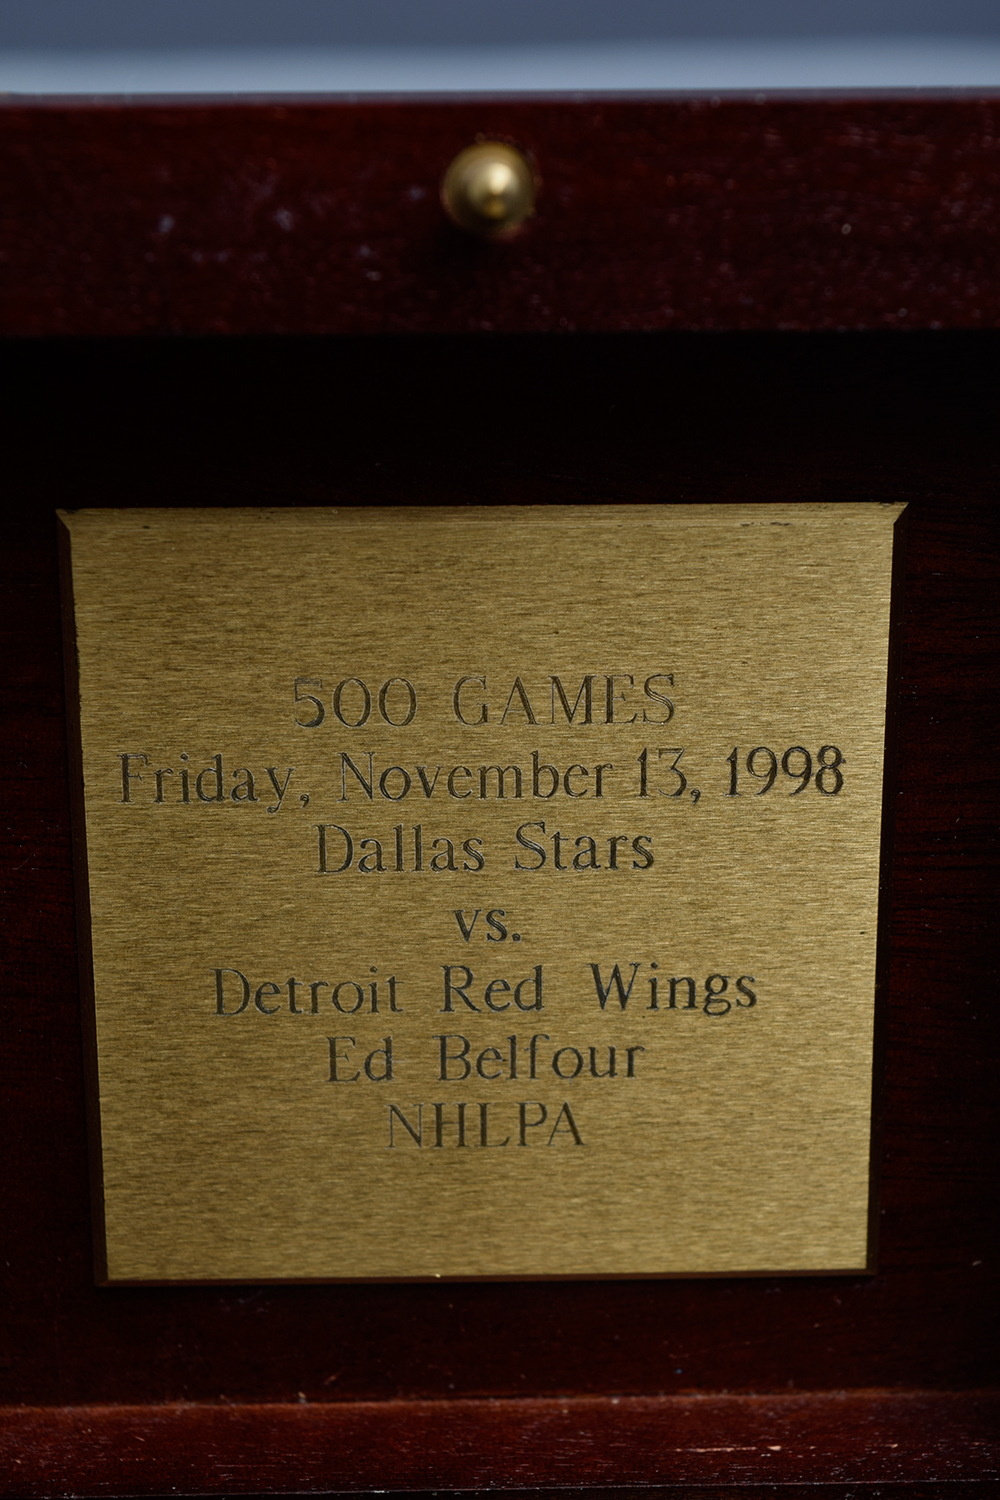 500 GAMES
Friday, November 13, 1998
Dallas Stars
vs.
Detroit Red Wings
Ed Belfour
NHLPA